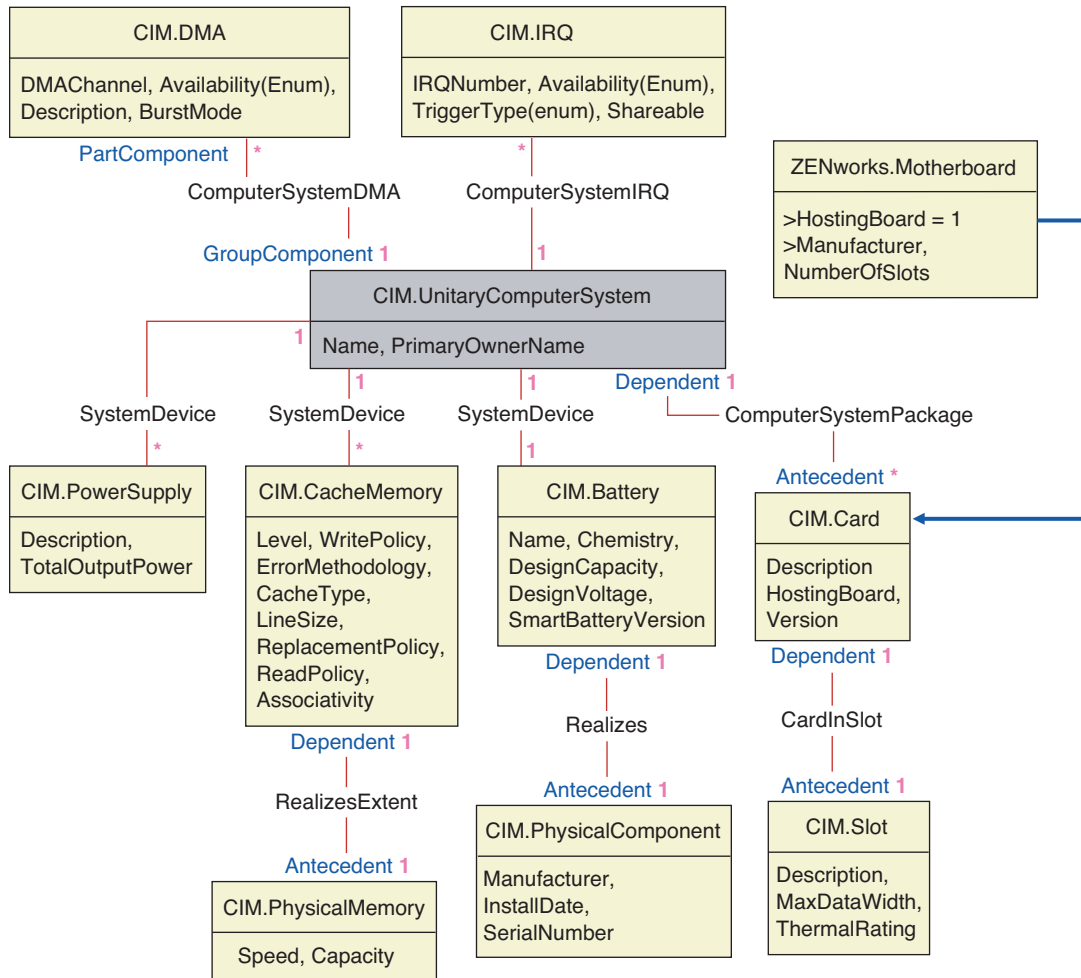 CIM.DMA
DMAChannel, Availability(Enum),
Description, BurstMode
CIM.IRQ
IRQNumber, Availability(Enum),
TriggerType(enum), Shareable
PartComponent *
*
ZENworks.Motherboard
>HostingBoard = 1
>Manufacturer,
NumberOfSlots
ComputerSystemDMA
ComputerSystemIRQ
GroupComponent 1
1
CIM.UnitaryComputerSystem
Name, PrimaryOwnerName
1
1
1
Dependent 1
SystemDevice
SystemDevice
SystemDevice
ComputerSystemPackage
*
*
1
Antecedent *
CIM.PowerSupply
Description,
TotalOutputPower
CIM.CacheMemory
Level, WritePolicy,
ErrorMethodology,
CacheType,
LineSize,
ReplacementPolicy,
ReadPolicy,
Associativity
CIM.Battery
Name, Chemistry,
DesignCapacity,
DesignVoltage,
SmartBatteryVersion
CIM.Card
Description
HostingBoard,
Version
Dependent 1
Dependent 1
Dependent 1
RealizesExtent
Realizes
CardInSlot
Antecedent 1
Antecedent 1
Antecedent 1
CIM.PhysicalMemory
Speed, Capacity
CIM.PhysicalComponent
Manufacturer,
InstallDate,
SerialNumber
CIM.Slot
Description,
MaxDataWidth,
ThermalRating